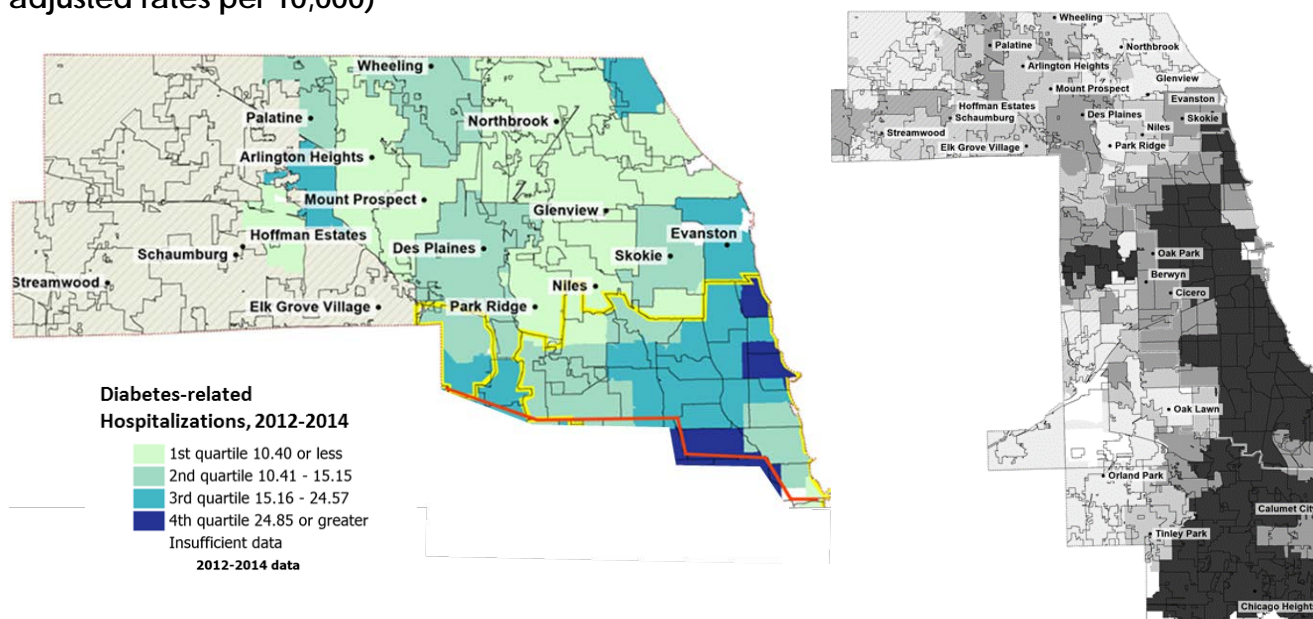 adjusted rates per 10,000)
Wheeling
Palatine
Northbrook
Arlington Heights
Mount Prospect
Glenview
Hoffman Estates
Evanston
Schaumburg
Des Plaines
Skokie
Streamwood
Niles
Elk Grove Village
Park Ridge
Diabetes-related
Hospitalizations, 2012-2014
1st quartile 10.40 or less
2nd quartile 10.41 - 15.15
3rd quartile 15.16 - 24.57
4th quartile 24.85 or greater
Insufficient data
2012-2014 data
Wheeling
Palatine
Northbrook
Arlington Heights
Glenview
Mount Prospect
Evanston
Hoffman Estates
Schaumburg
Des Plaines
Skokie
Niles
Streamwood
Elk Grove Village
Park Ridge
Oak Park
Berwyn
Cicero
Oak Lawn
Orland Park
Calumet City
Tinley Park
Chicago Heights